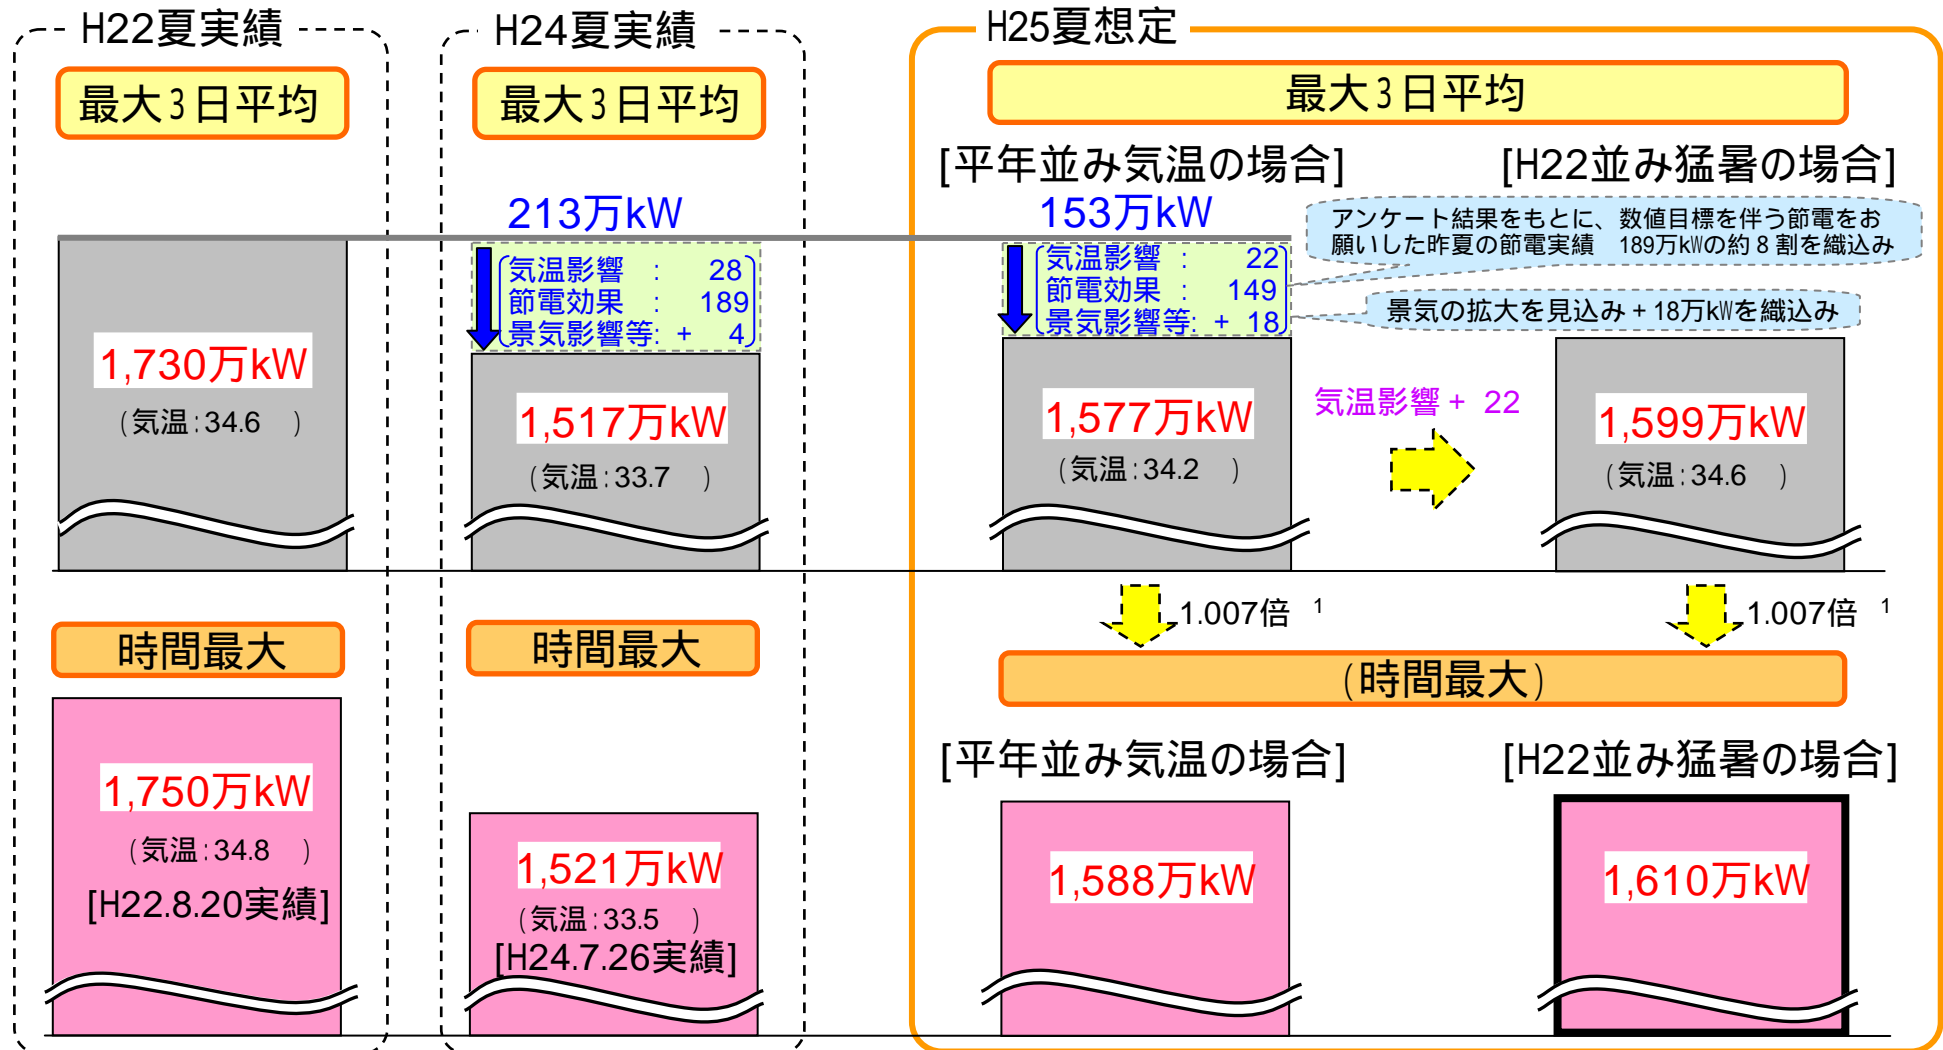 H22夏実績
最大3日平均
1,730万kW
(気温:34.6 )
時間最大
1,750万kW
(気温:34.8 )
[H22.8.20実績]
H24夏実績
最大3日平均
213万kW
気温影響 : 28
節電効果 : 189
景気影響等: + 4
1,517万kW
(気温:33.7 )
時間最大
1,521万kW
(気温:33.5 )
[H24.7.26実績]
H25夏想定
最大3日平均
[平年並み気温の場合]
[H22並み猛暑の場合]
153万kW
気温影響 : 22
節電効果 : 149
景気影響等: + 18
アンケート結果をもとに、数値目標を伴う節電をお
願いした昨夏の節電実績 189万kWの約8割を織込み
景気の拡大を見込み+18万kWを織込み
1,577万kW
(気温:34.2 )
気温影響+ 22
1,599万kW
(気温:34.6 )
1.007倍 1
1.007倍 1
(時間最大)
[平年並み気温の場合]
[H22並み猛暑の場合]
1,588万kW
1,610万kW